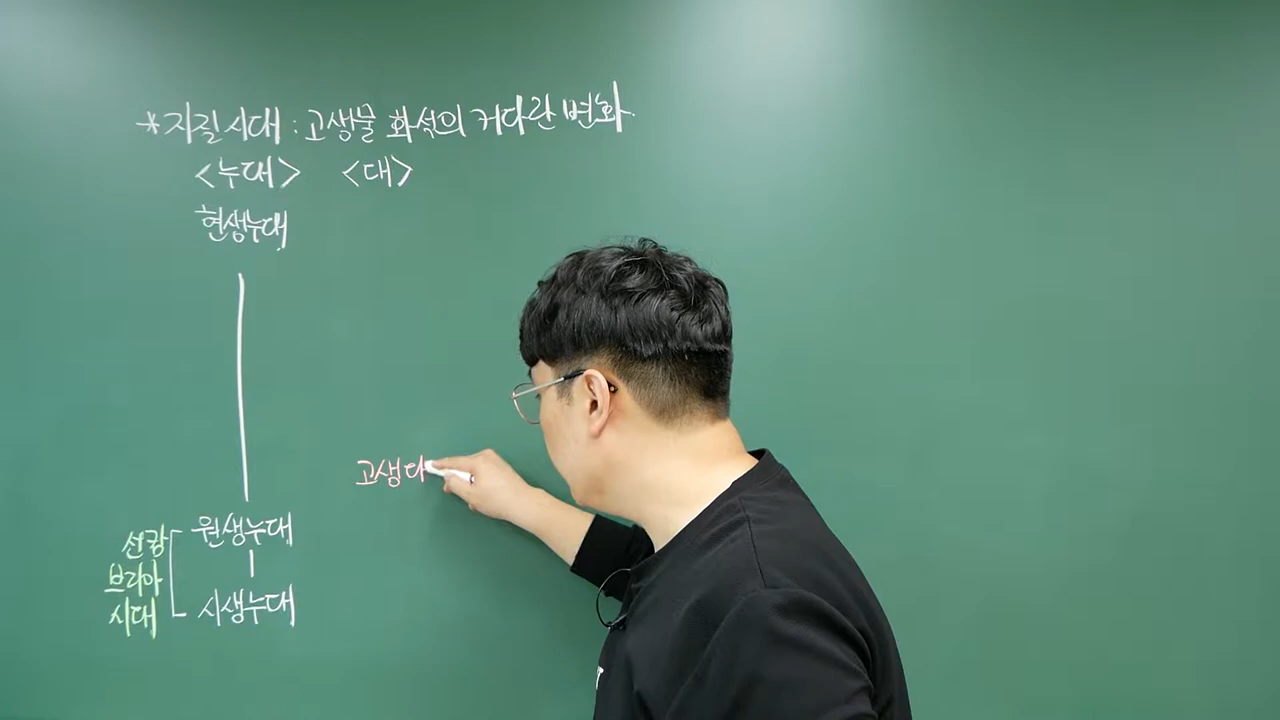 *지질시대 : 고생물 화석의 커다란 변화.
<누대> <대>
현생누대
고생다
원생누대
시생누대
선캄
브리아
시대